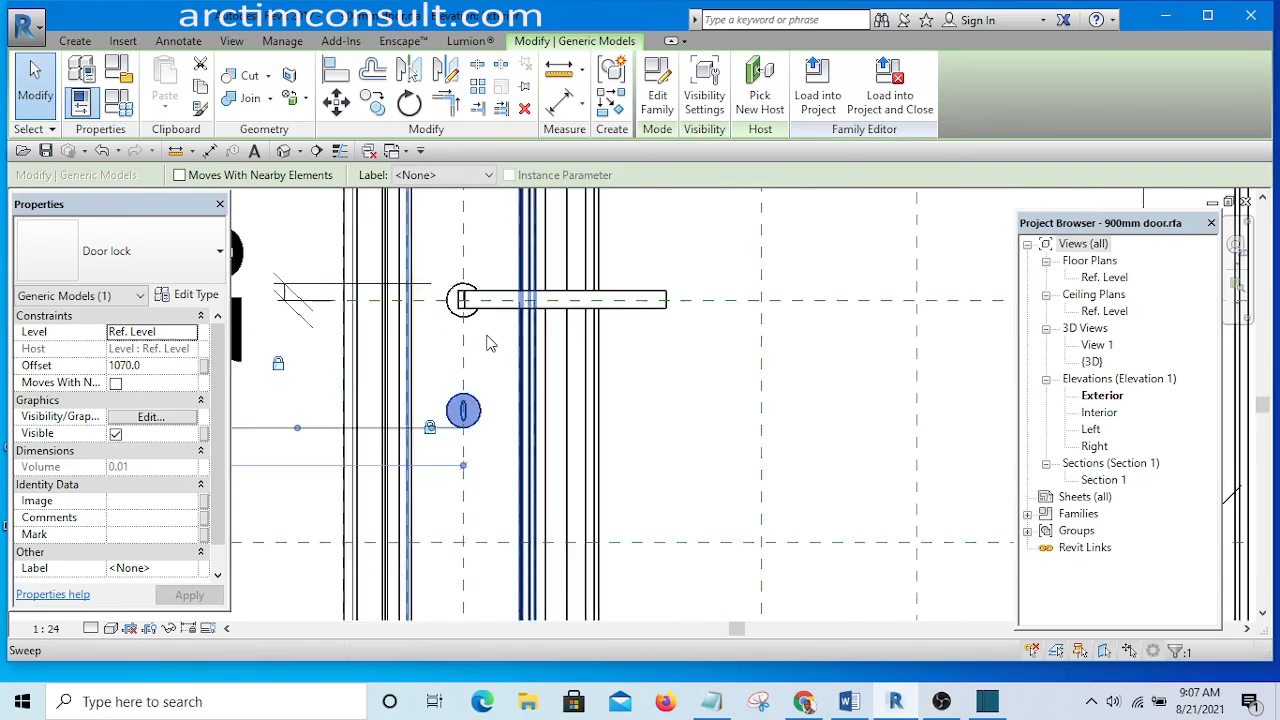 arctimconsult.com
Type a keyword or phrase
Sign In
Create Insert Annotate View Manage Add-Ins Enscape™ Lumion® Modify | Generic Models
Modify
Paste
Cut
Join
Edit Family
Visibility Settings
Pick New Host
Load into Project
Load into Project and Close
Select Properties Clipboard Geometry Modify Measure Create Mode Visibility Host Family Editor
Modify | Generic Models
Moves With Nearby Elements
Label: <None>
Instance Parameter
Properties
Door lock
Generic Models (1)
Edit Type
Constraints
Level Ref. Level
Host Level : Ref. Level
Offset 1070.0
Moves With N...
Graphics
Visibility/Grap... Edit...
Visible
Dimensions
Volume 0.01
Identity Data
Image
Comments
Mark
Other
Label <None>
Properties help
Apply
Project Browser - 900mm door.rfa
Views (all)
Floor Plans
Ref. Level
Ceiling Plans
Ref. Level
3D Views
View 1
{3D}
Elevations (Elevation 1)
Exterior
Interior
Left
Right
Sections (Section 1)
Section 1
Sheets (all)
Families
Groups
Revit Links
1 : 24
Sweep
:1
Type here to search
9:07 AM
8/21/2021